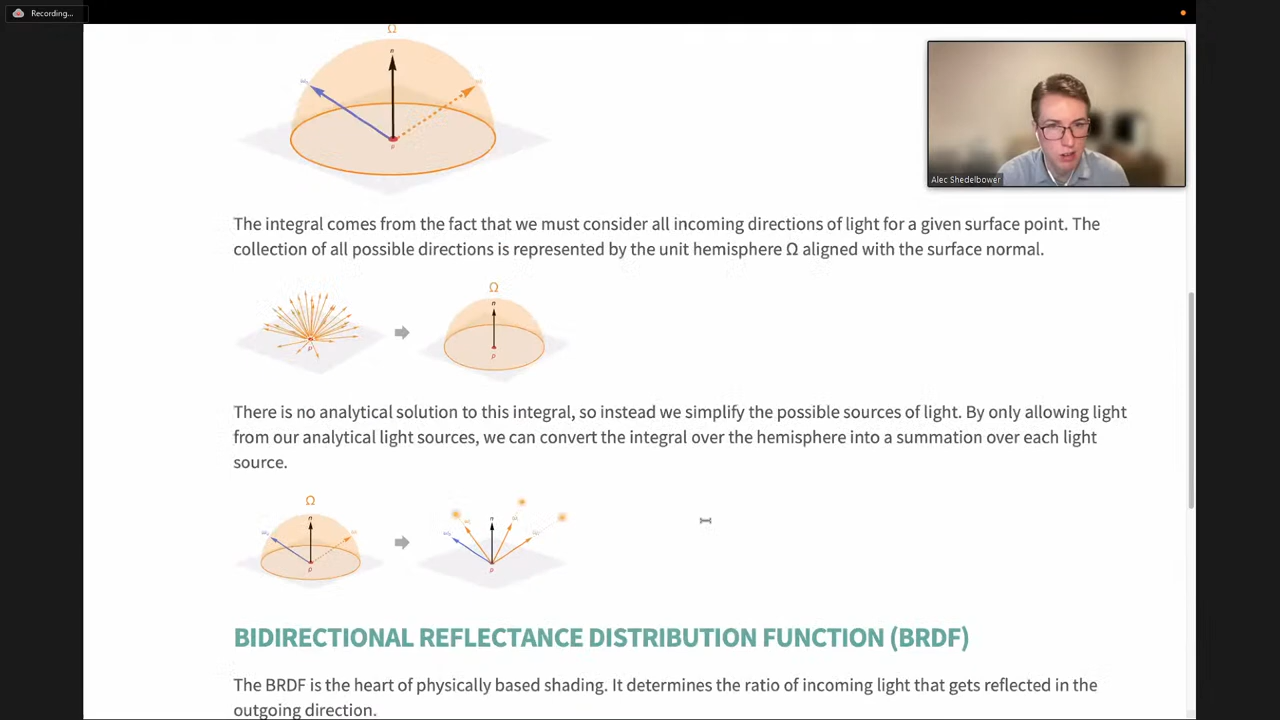 Recording...
Ω
n
p
Alec Shedelbower
The integral comes from the fact that we must consider all incoming directions of light for a given surface point. The
collection of all possible directions is represented by the unit hemisphere Ω aligned with the surface normal.
Ω
n
p
p
There is no analytical solution to this integral, so instead we simplify the possible sources of light. By only allowing light
from our analytical light sources, we can convert the integral over the hemisphere into a summation over each light
source.
Ω
n
n
p
p
BIDIRECTIONAL REFLECTANCE DISTRIBUTION FUNCTION (BRDF)
The BRDF is the heart of physically based shading. It determines the ratio of incoming light that gets reflected in the
outgoing direction.